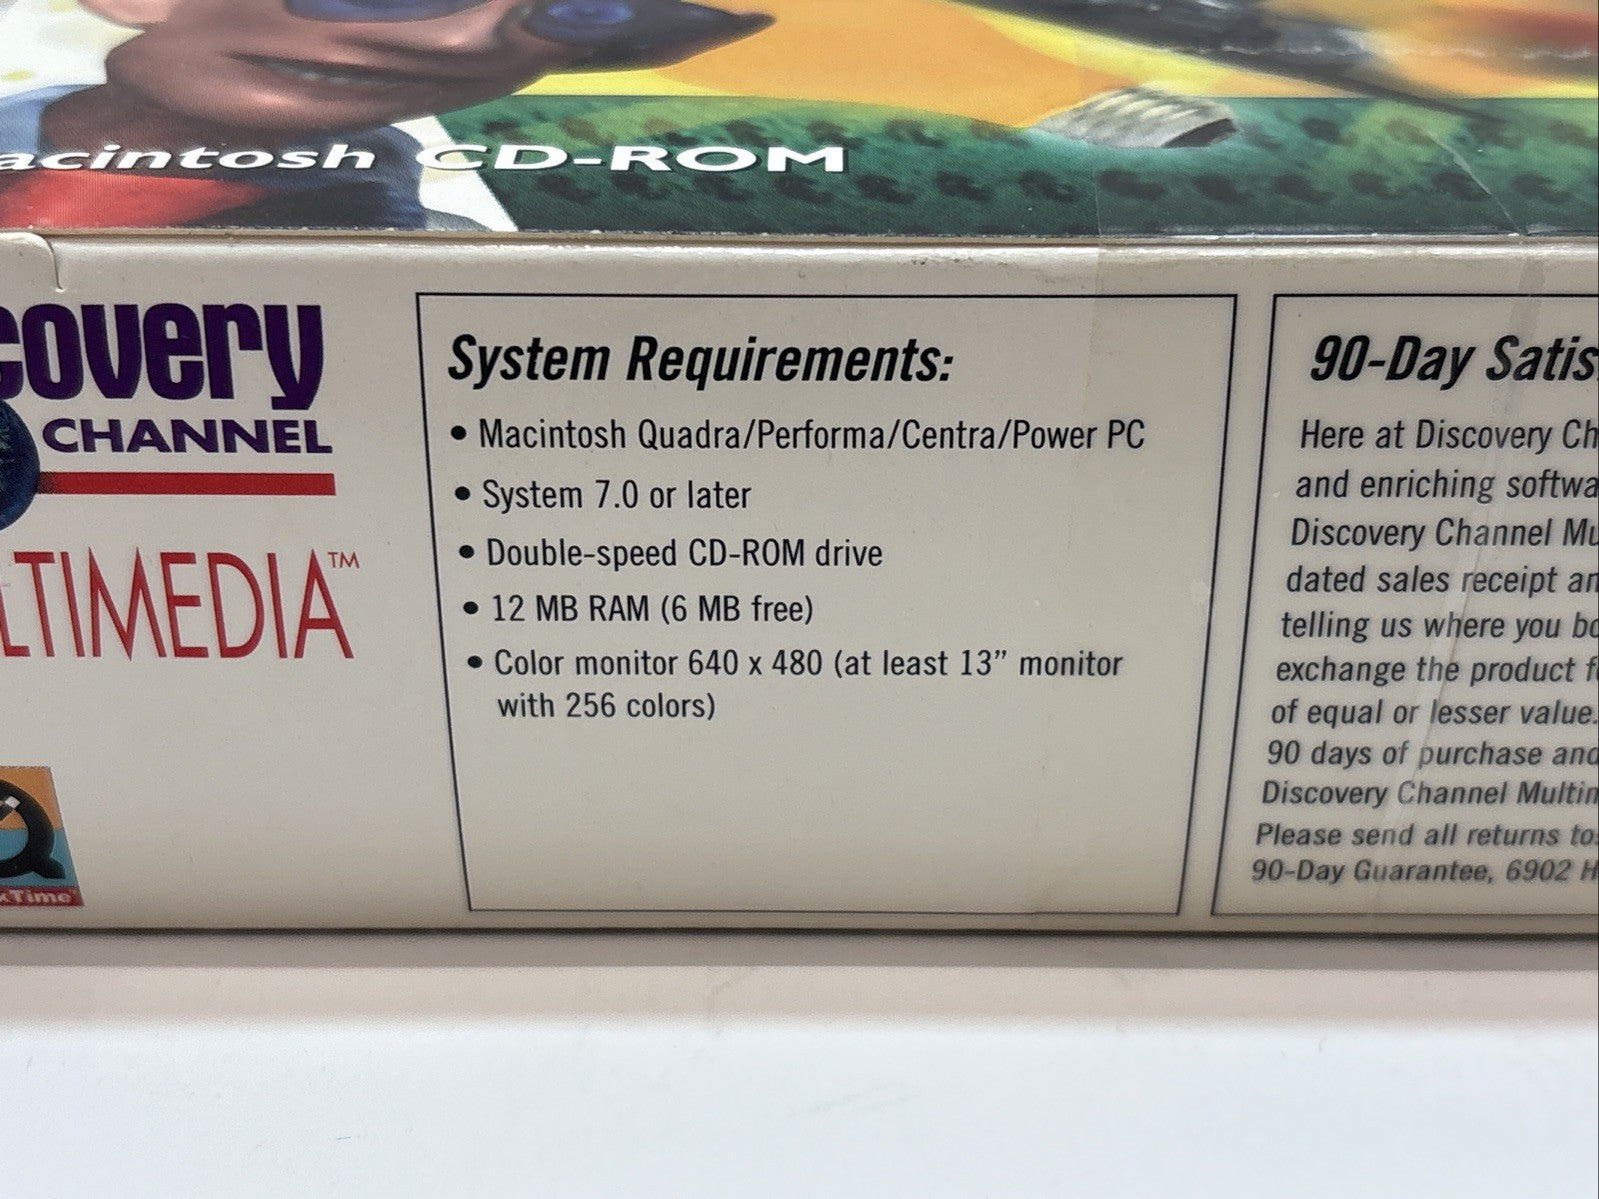 acintosh CD-ROM
covery
CHANNEL
LTIMEDIA™
kTime
System Requirements:
• Macintosh Quadra/Performa/Centra/Power PC
• System 7.0 or later
• Double-speed CD-ROM drive
• 12 MB RAM (6 MB free)
• Color monitor 640 x 480 (at least 13” monitor
with 256 colors)
90-Day Satis
Here at Discovery Ch
and enriching softwa
Discovery Channel Mu
dated sales receipt an
telling us where you bo
exchange the product f
of equal or lesser value.
90 days of purchase and
Discovery Channel Multim
Please send all returns to:
90-Day Guarantee, 6902 H